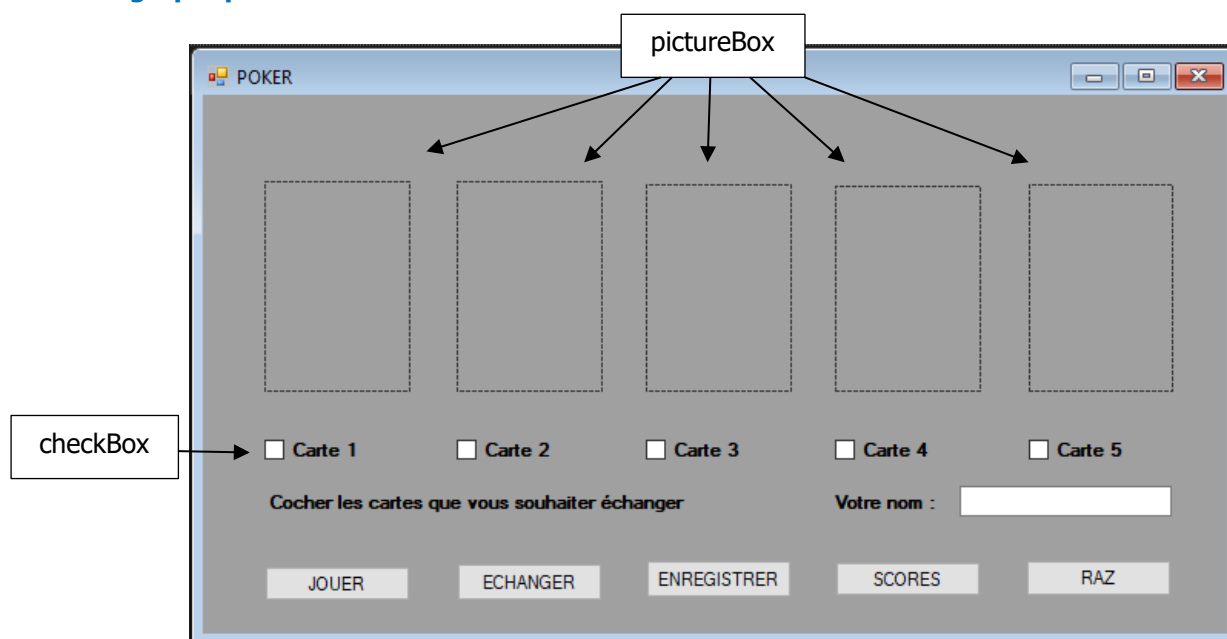 pictureBox
POKER
checkBox
Carte 1
Carte 2
Carte 3
Carte 4
Carte 5
Cocher les cartes que vous souhaiter échanger
Votre nom :
JOUER
ECHANGER
ENREGISTRER
SCORES
RAZ